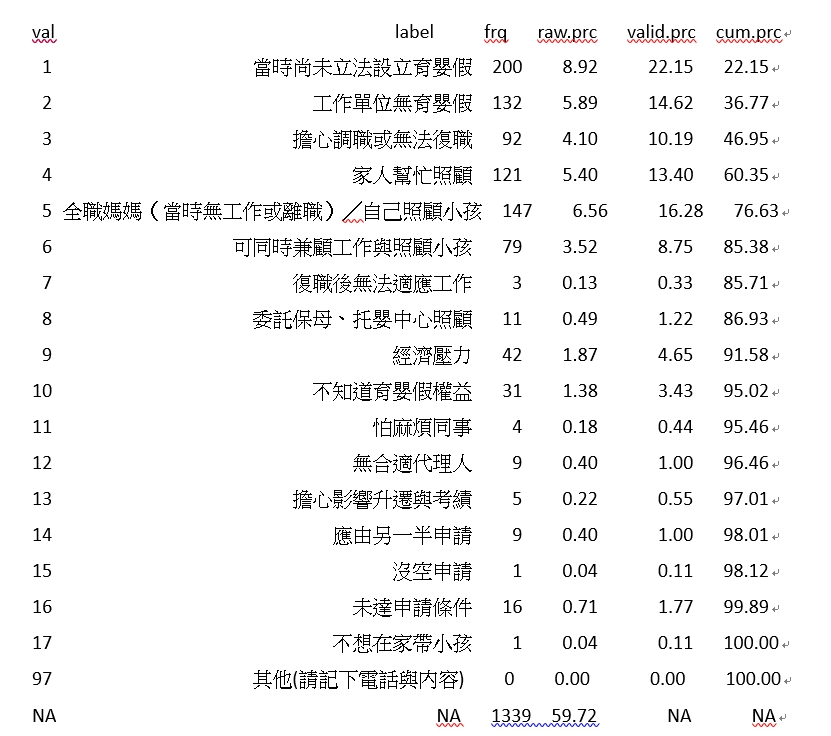 val label frq raw.prc valid.prc cum.prc
1 當時尚未立法設立育嬰假 200 8.92 22.15 22.15
2 工作單位無育嬰假 132 5.89 14.62 36.77
3 擔心調職或無法復職 92 4.10 10.19 46.95
4 家人幫忙照顧 121 5.40 13.40 60.35
5 全職媽媽（當時無工作或離職）／自己照顧小孩 147 6.56 16.28 76.63
6 可同時兼顧工作與照顧小孩 79 3.52 8.75 85.38
7 復職後無法適應工作 3 0.13 0.33 85.71
8 委託保母、托嬰中心照顧 11 0.49 1.22 86.93
9 經濟壓力 42 1.87 4.65 91.58
10 不知道育嬰假權益 31 1.38 3.43 95.02
11 怕麻煩同事 4 0.18 0.44 95.46
12 無合適代理人 9 0.40 1.00 96.46
13 擔心影響升遷與考績 5 0.22 0.55 97.01
14 應由另一半申請 9 0.40 1.00 98.01
15 沒空申請 1 0.04 0.11 98.12
16 未達申請條件 16 0.71 1.77 99.89
17 不想在家帶小孩 1 0.04 0.11 100.00
97 其他(請記下電話與內容) 0 0.00 0.00 100.00
NA NA 1339 59.72 NA NA